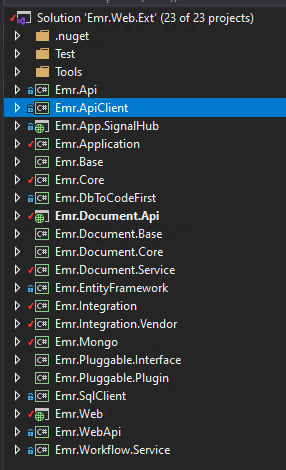 Solution 'Emr.Web.Ext' (23 of 23 projects)
.nuget
Test
Tools
C# Emr.Api
C# Emr.ApiClient
Emr.App.SignalHub
C# Emr.Application
C# Emr.Base
C# Emr.Core
C# Emr.DbToCodeFirst
Emr.Document.Api
C# Emr.Document.Base
C# Emr.Document.Core
C# Emr.Document.Service
C# Emr.EntityFramework
C# Emr.Integration
C# Emr.Integration.Vendor
C# Emr.Mongo
C# Emr.Pluggable.Interface
C# Emr.Pluggable.Plugin
C# Emr.SqlClient
Emr.Web
C# Emr.WebApi
C# Emr.Workflow.Service